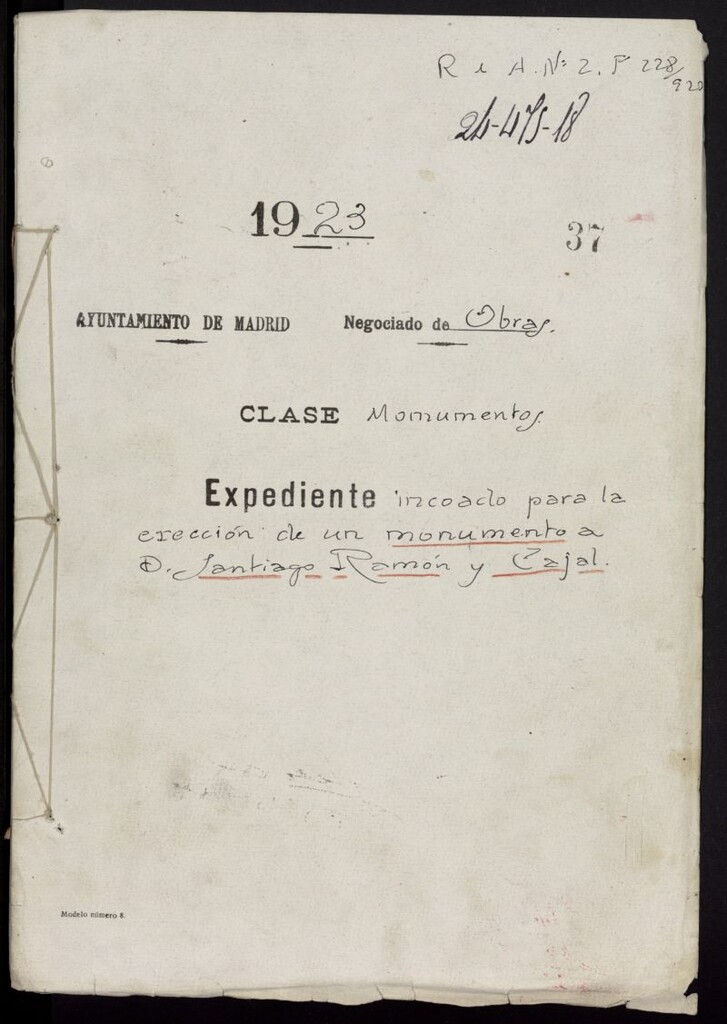 R e A. Nº 2. F 228/920
24-475-18
1923
37
AYUNTAMIENTO DE MADRID Negociado de Obras.
CLASE Monumentos.
Expediente incoado para la
erección de un monumento a
D. Santiago Ramón y Cajal.
Modelo número 8.